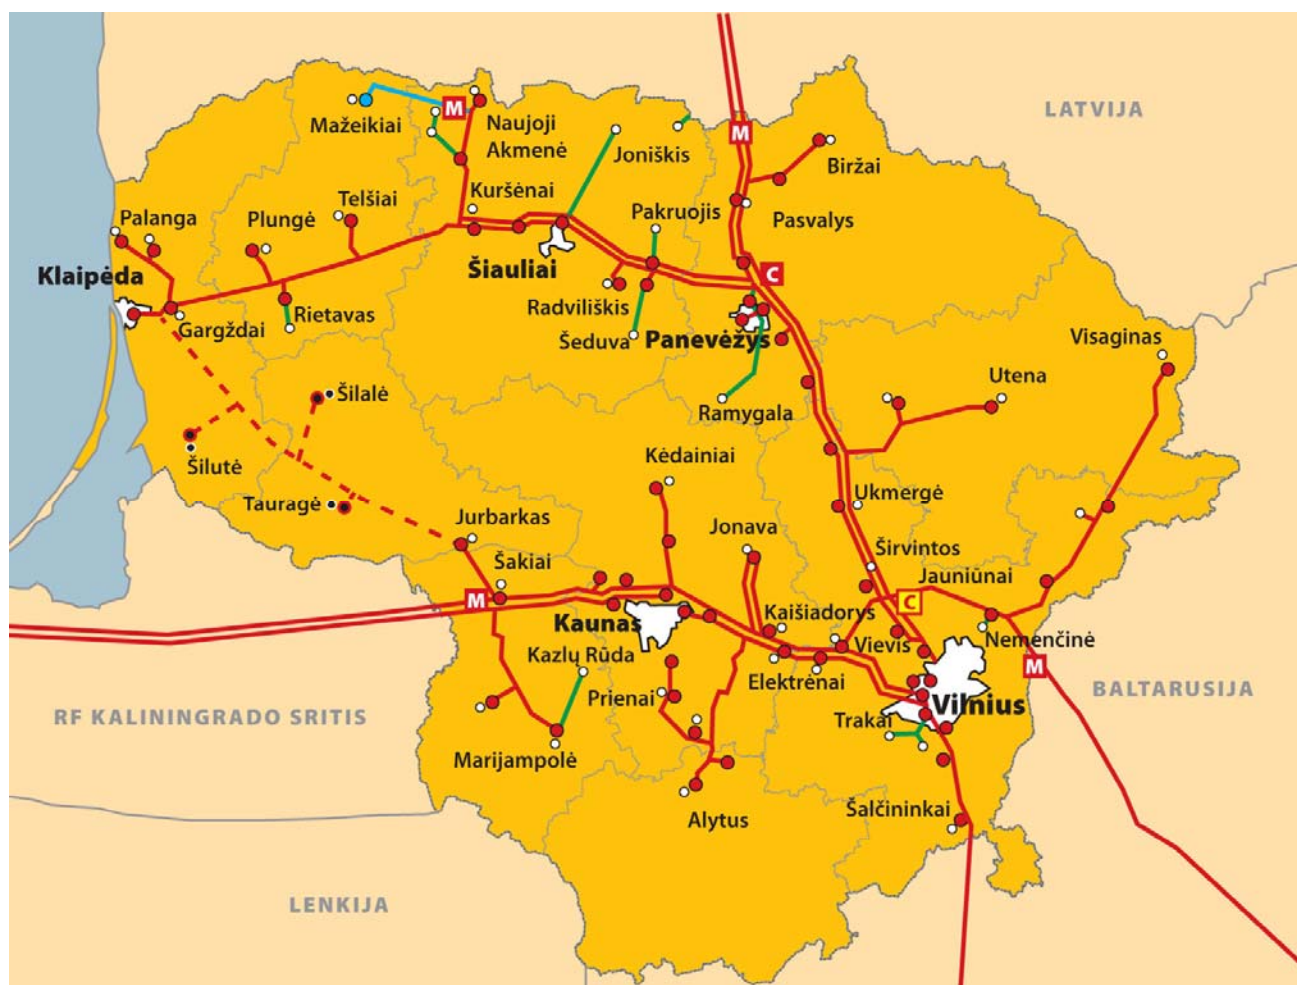 LATVIJA
M
Mažeikiai
Naujoji
Akmenė
M
Joniškis
Biržai
Telšiai
Kuršėnai
Palanga
Plungė
Pakruojis
Pasvalys
Klaipėda
Šiauliai
C
Radviliškis
Rietavas
Gargždai
Šeduva
Panevėžys
Visaginas
Utena
Šilalė
Ramygala
Šilutė
Kėdainiai
Tauragė
Ukmergė
Jurbarkas
Jonava
Širvintos
Šakiai
Jauniūnai
M
C
Kaunas
Kaišiadorys
Nemenčinė
Vievis
Kazlų Rūda
M
Elektrėnai
Prienai
BALTARUSIJA
Vilnius
RF KALININGRADO SRITIS
Trakai
Marijampolė
Šalčininkai
Alytus
LENKIJA